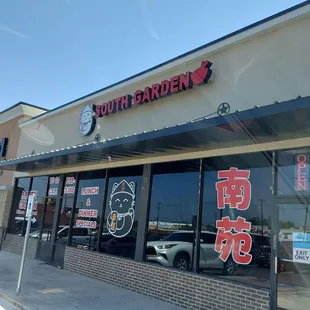 SOUTH GARDEN
LUNCH
& DINNER
SPECIALS
南
苑
OPEN
EXIT
ONLY